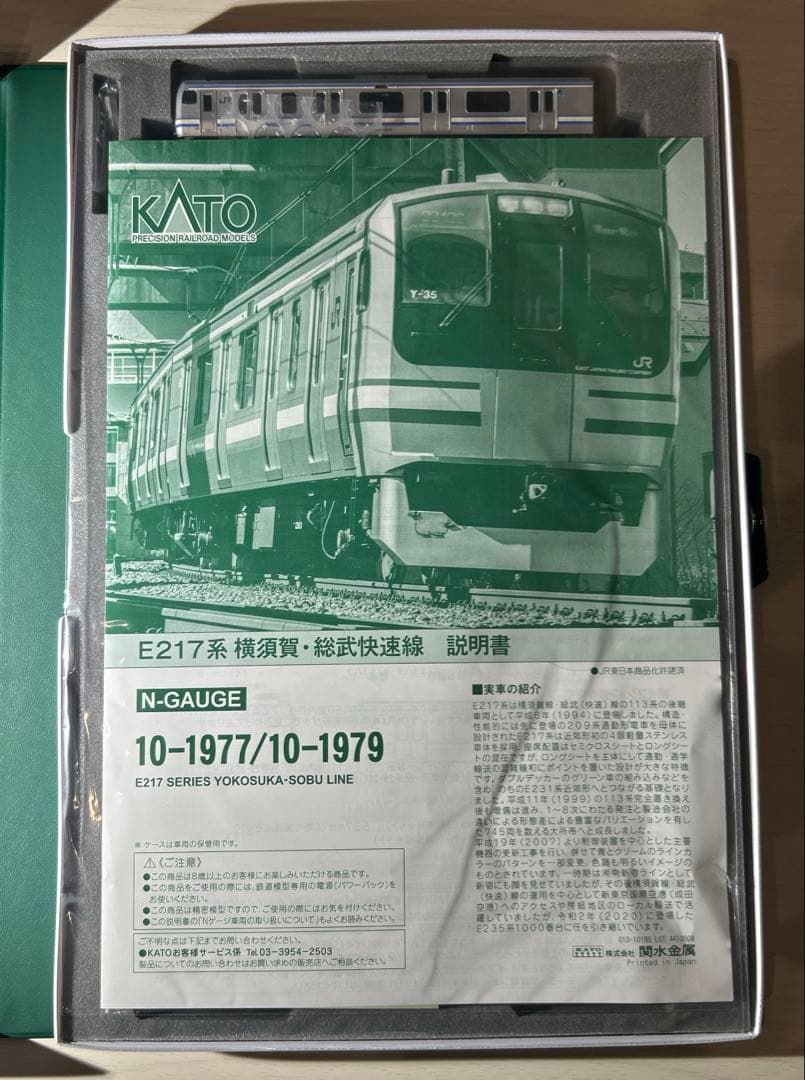 JR
KATO
PRECISION RAILROAD MODELS
Y-35
JR
EAST JAPAN RAILWAY COMPANY
E217系 横須賀・総武快速線 説明書
●JR東日本商品化許諾済
N-GAUGE
10-1977/10-1979
E217 SERIES YOKOSUKA-SOBU LINE
※ ケースは車両の保管用です。
⚠《ご注意》
●この商品は8歳以上のお客様にお楽しみいただける商品です。
●この商品をご使用の際には、鉄道模型専用の電源(パワーパック)を
お使いください。
●この商品は精密模型ですので、ご使用の際にはお気を付けください。
●この説明書の「Nゲージ車両の取り扱いについて」もよくお読みください。
ご不明な点は下記までお問い合わせください。
●KATOお客様サービス係 Tel.03-3954-2503
製品についてのお問い合わせはお買い求めの販売店へご相談ください。
■実車の紹介
E217系は横須賀線・総武(快速)線の113系の後継
車両として平成6年(1994)に登場しました。構造・
性能的には先に登場の209系通勤形電車を母体に
設計されたE217系は近郊形初の4扉軽量ステンレス
車体を採用。座席配置はセミクロスシートとロングシー
トの混在ですが、ロングシートを主体にして通勤・通学
輸送の混雑緩和にポイントを置いた設計が大きな特徴
です。ダブルデッカーのグリーン車の組み込みなどを
含め、のちのE231系近郊形へとつながる基礎となり
ました。平成11年(1999)の113系完全置き換え
後も増備は進み、1～8次にわたる発注と製造会社の
違いによる形態差による豊富なバリエーションを有し
た745両を数える大所帯へと成長しました。
平成19年(2007)より制御装置を中心とした主要
機器の更新工事を行い、併せて青とクリームのラインカ
ラーのパターンを一部変更、色調も明るいイメージの
ものとされています。一時は湘南新宿ラインとして
新宿にも顔を見せていましたが、その後横須賀線・総武
(快速)線の運用を中心として新東京国際空港(成田
空港)へのアクセスや房総地区のローカル輸送で活
躍していましたが、令和2年(2020)に登場した
E235系1000番台に任を引き継いでいます。
KATO 株式会社 関水金属
Printed in Japan